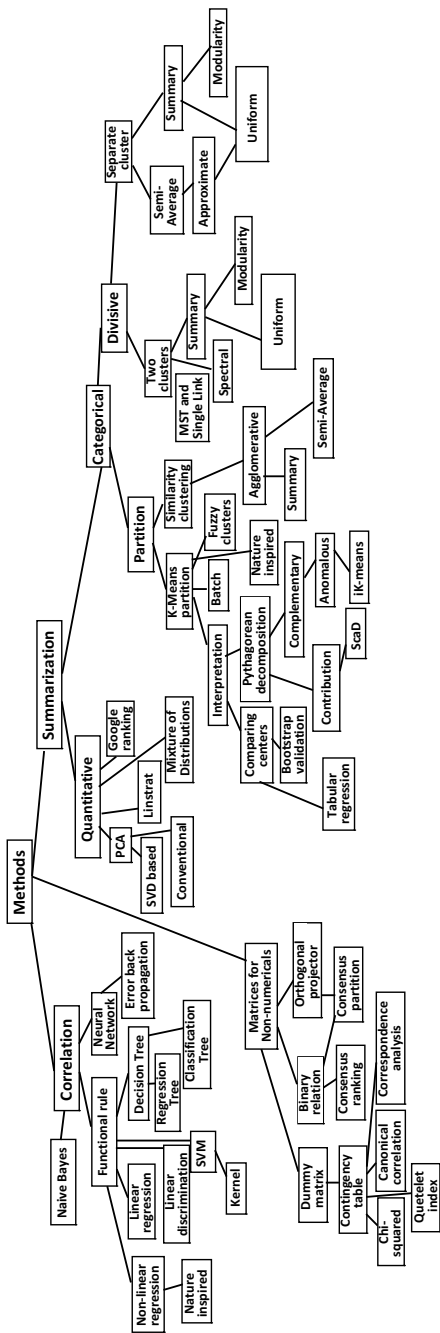 Methods
Correlation
Summarization
Naive Bayes
Functional rule
Neural
Network
Error back
propagation
Non-linear
regression
Nature
inspired
Linear
regression
Linear
discrimination
SVM
Kernel
Decision Tree
Regression
Tree
Classification
Tree
Matrices for
Non-numericals
Dummy
matrix
Contingency
table
Chi-
squared
Quetelet
index
Canonical
correlation
Correspondence
analysis
Binary
relation
Consensus
ranking
Orthogonal
projector
Consensus
partition
Quantitative
PCA
SVD based
Conventional
Linstrat
Mixture of
Distributions
Google
ranking
Categorical
Partition
K-Means
partition
Interpretation
Comparing
centers
Tabular
regression
Bootstrap
validation
Pythagorean
decomposition
Contribution
ScaD
Complementary
Anomalous
iK-means
Batch
Nature
inspired
Fuzzy
clusters
Similarity
clustering
Agglomerative
Summary
Semi-Average
Divisive
Two
clusters
MST and
Single Link
Spectral
Summary
Uniform
Modularity
Separate
cluster
Semi-
Average
Approximate
Summary
Uniform
Modularity